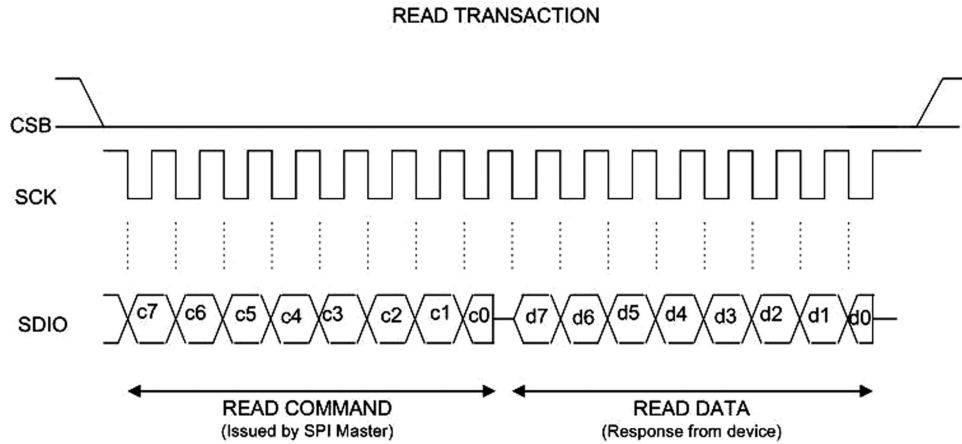 READ TRANSACTION
CSB
SCK
SDIO
c7 c6 c5 c4 c3 c2 c1 c0 d7 d6 d5 d4 d3 d2 d1 d0
READ COMMAND READ DATA
(Issued by SPI Master) (Response from device)